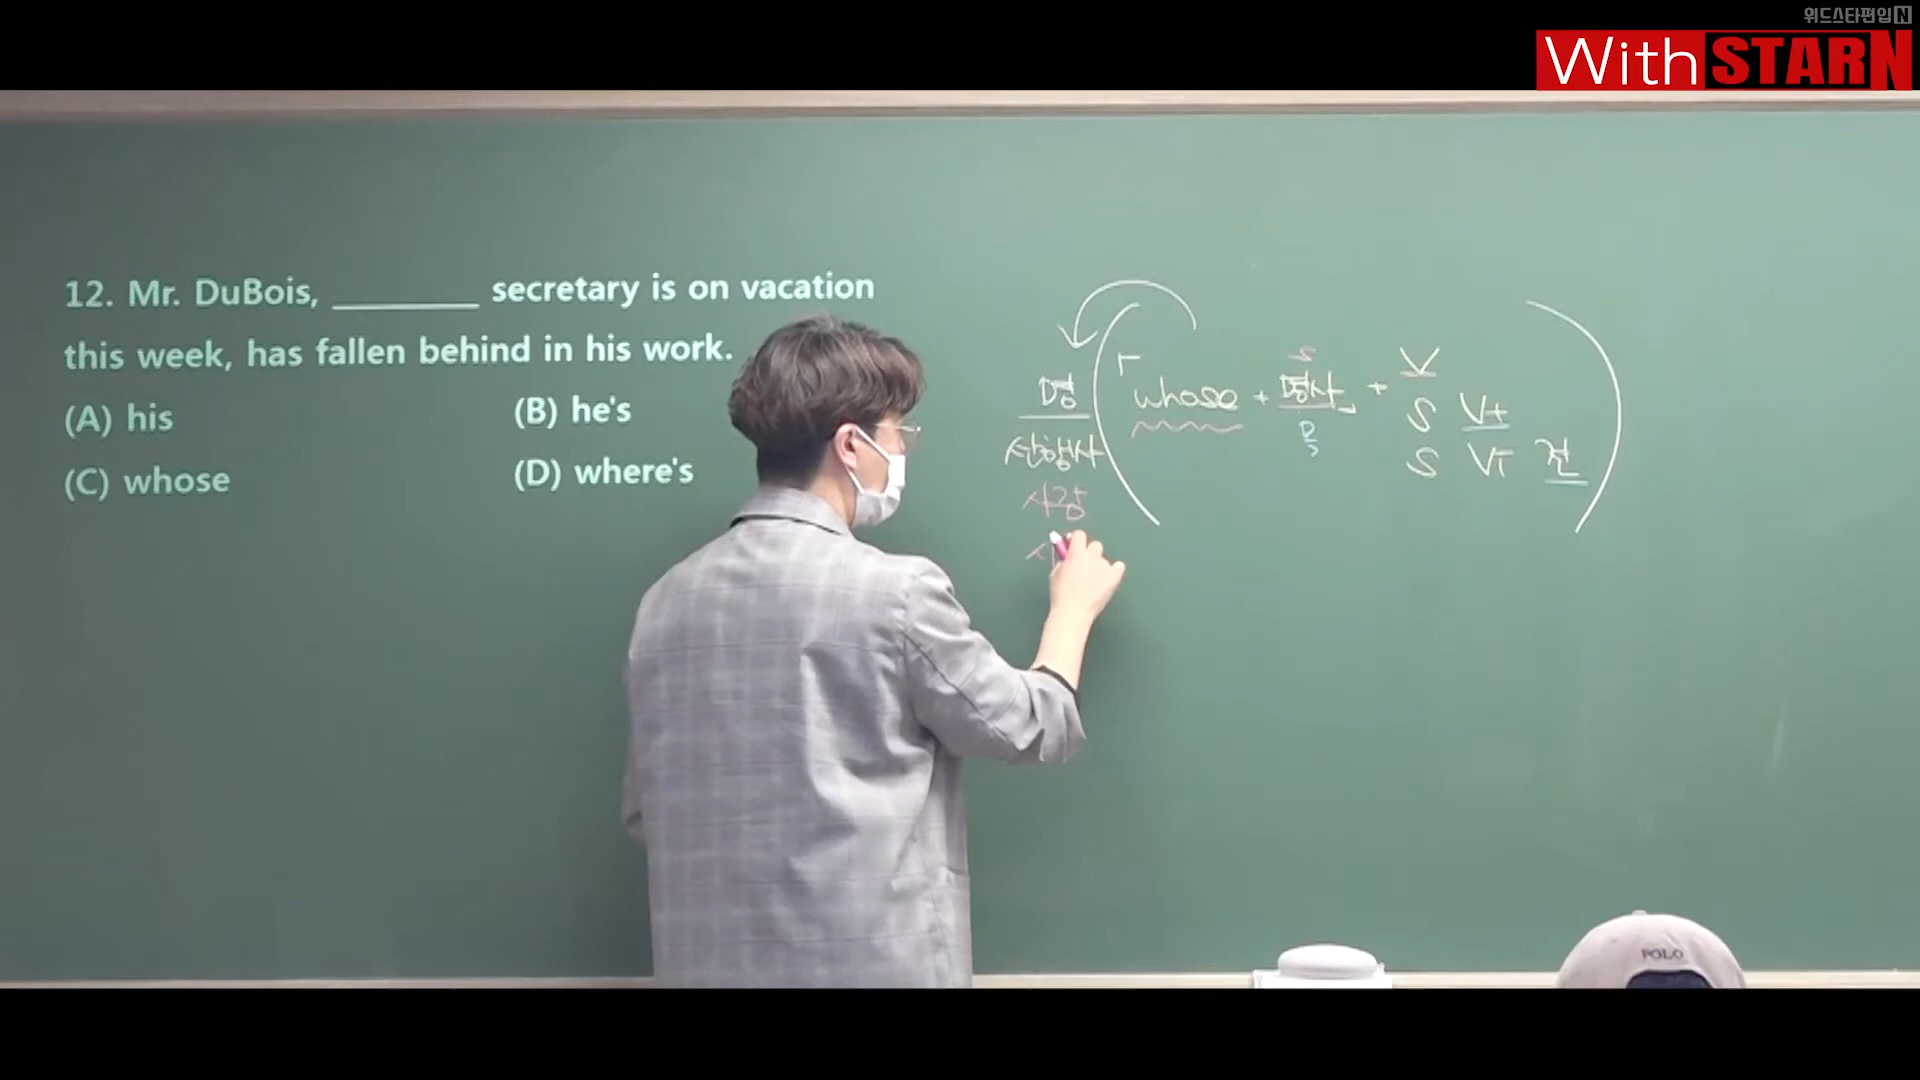 위드스타편입N
With STARN
12. Mr. DuBois, ________ secretary is on vacation
this week, has fallen behind in his work.
(A) his (B) he's
(C) whose (D) where's
명 whose + 명사 + V
S
S Vt
S Vi 전
선행사
사람
POLO